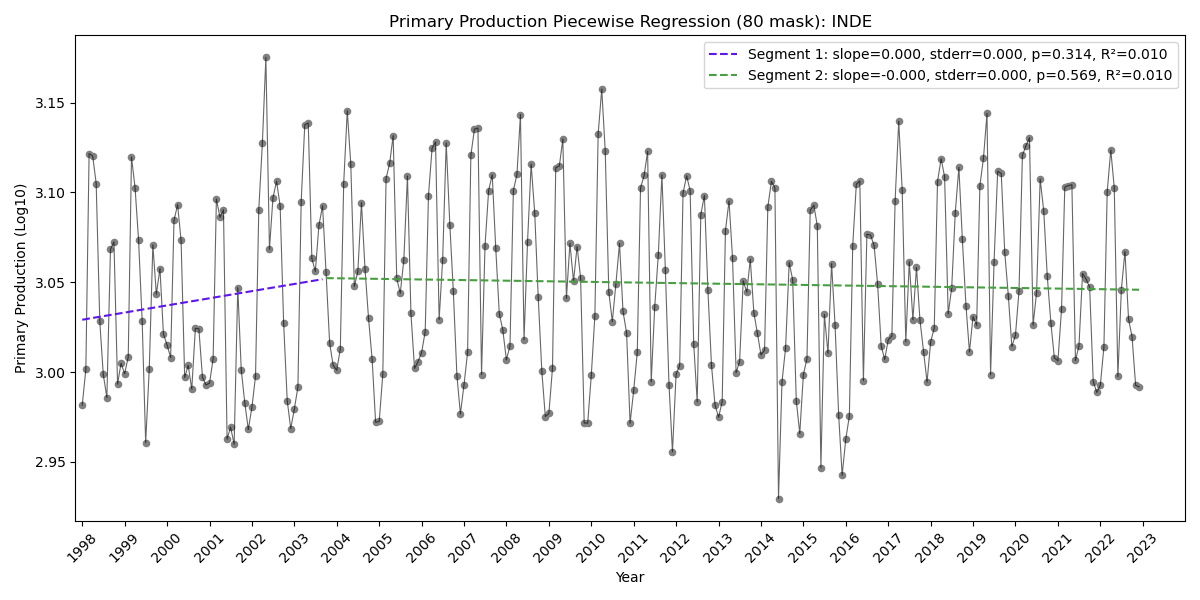 Primary Production Piecewise Regression (80 mask): INDE
Segment 1: slope=0.000, stderr=0.000, p=0.314, R²=0.010
Segment 2: slope=-0.000, stderr=0.000, p=0.569, R²=0.010
Primary Production (Log10)
3.15
3.10
3.05
3.00
2.95
1998 1999 2000 2001 2002 2003 2004 2005 2006 2007 2008 2009 2010 2011 2012 2013 2014 2015 2016 2017 2018 2019 2020 2021 2022 2023
Year